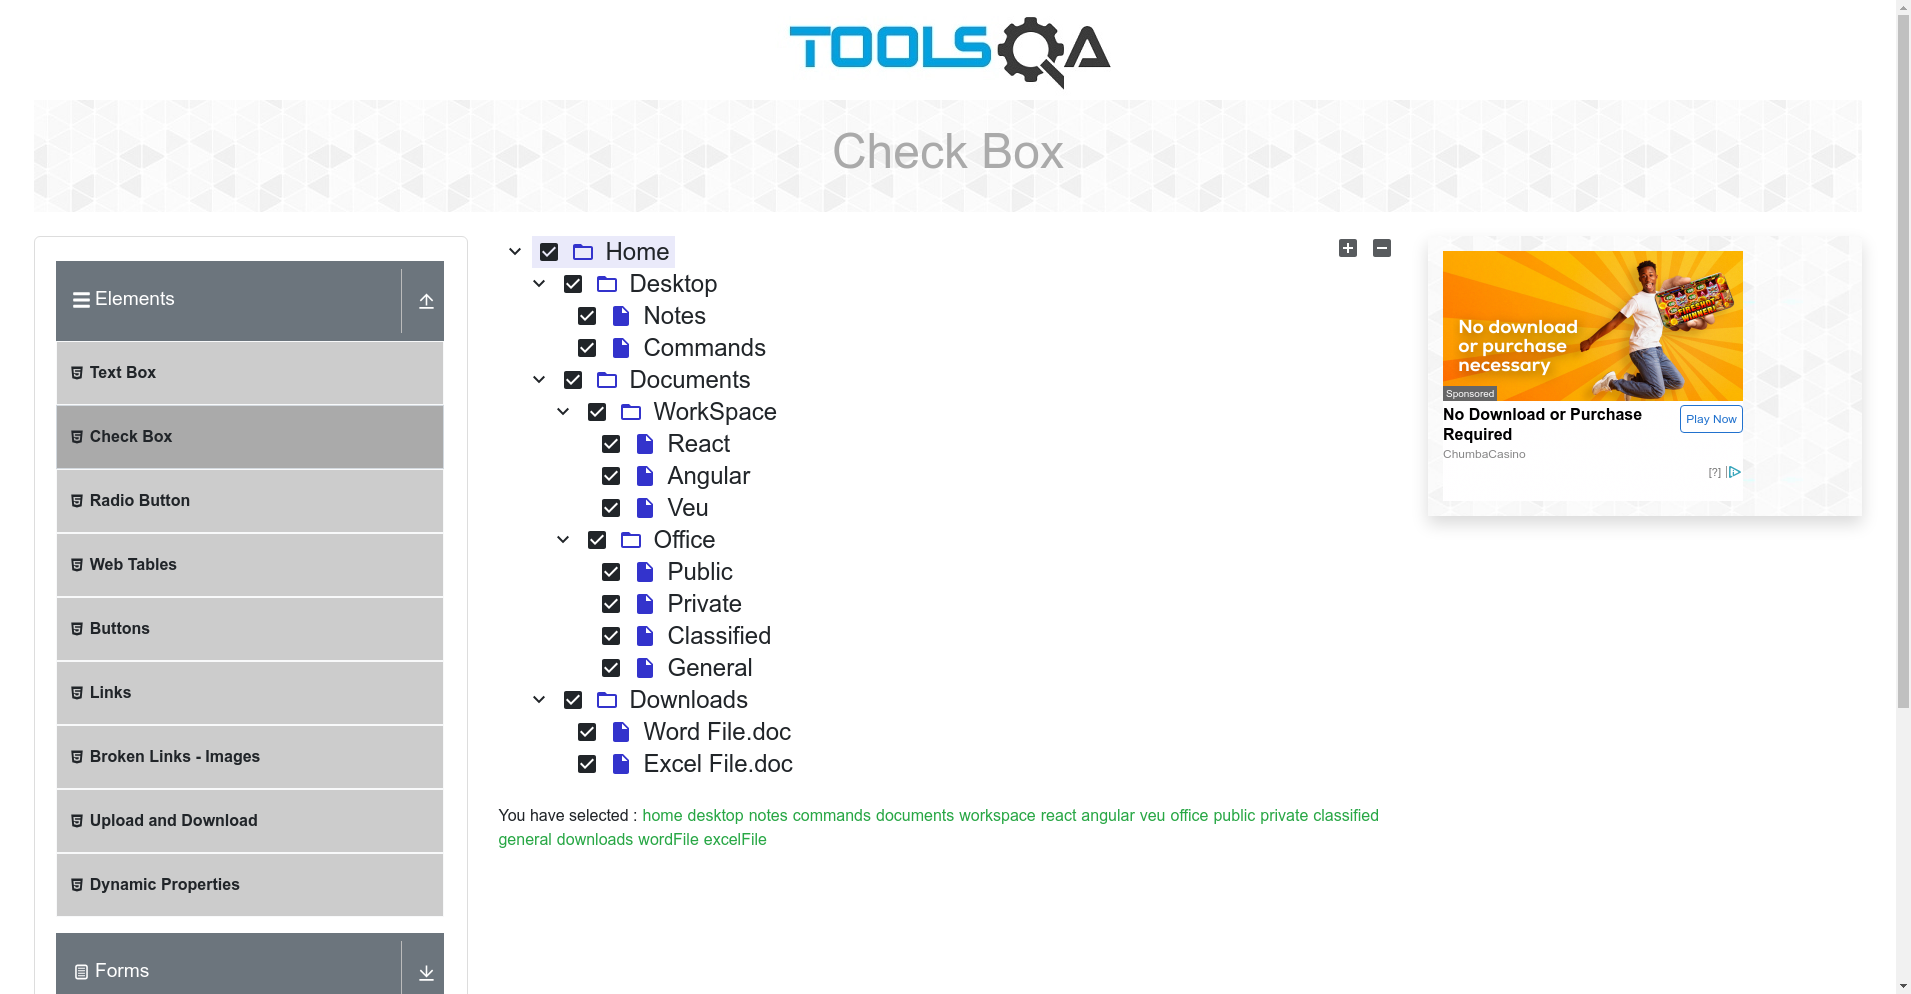 TOOLSQA
Check Box
Elements
Text Box
Check Box
Radio Button
Web Tables
Buttons
Links
Broken Links - Images
Upload and Download
Dynamic Properties
Forms
Home
Desktop
Notes
Commands
Documents
WorkSpace
React
Angular
Veu
Office
Public
Private
Classified
General
Downloads
Word File.doc
Excel File.doc
You have selected : home desktop notes commands documents workspace react angular veu office public private classified
general downloads wordFile excelFile
No download
or purchase
necessary
Sponsored
No Download or Purchase
Required
Play Now
ChumbaCasino
[?]